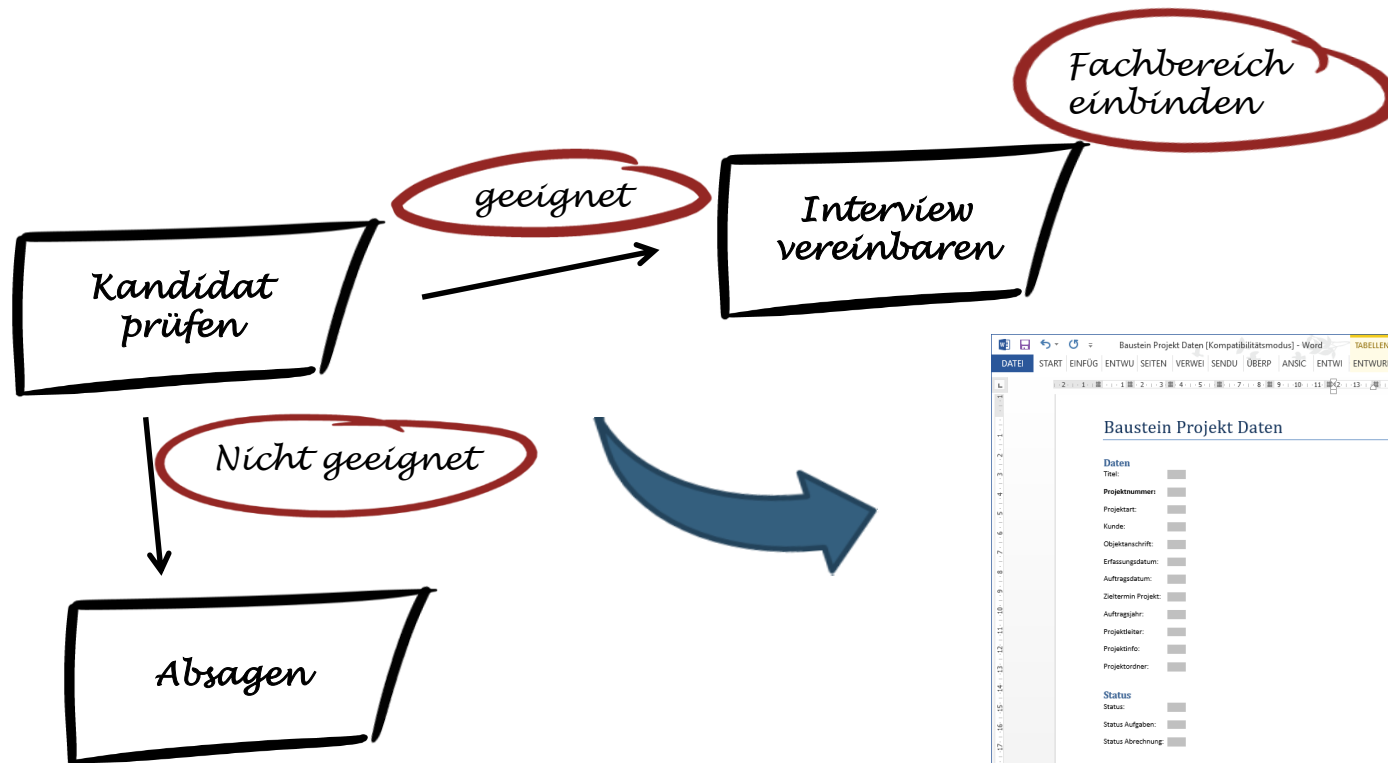 Fachbereich
einbinden
geeignet
Interview
vereinbaren
Kandidat
prüfen
Nicht geeignet
Absagen
Baustein Projekt Daten [Kompatibilitätsmodus] - Word
TABELLEN
DATEI START EINFÜG ENTWU SEITEN VERWEI SENDU ÜBERP ANSIC ENTWI ENTWURF
Baustein Projekt Daten
Daten
Titel:
Projektnummer:
Projektart:
Kunde:
Objektanschrift:
Erfassungsdatum:
Auftragsdatum:
Zieltermin Projekt:
Auftragsjahr:
Projektleiter:
Projektinfo:
Projektordner:
Status
Status:
Status Aufgaben:
Status Abrechnung: